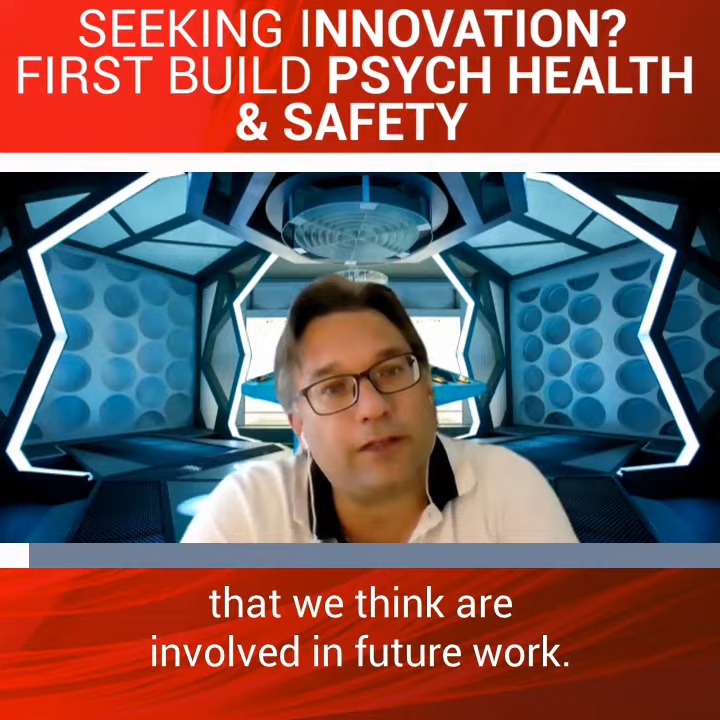 SEEKING INNOVATION?
FIRST BUILD PSYCH HEALTH
& SAFETY
that we think are
involved in future work.